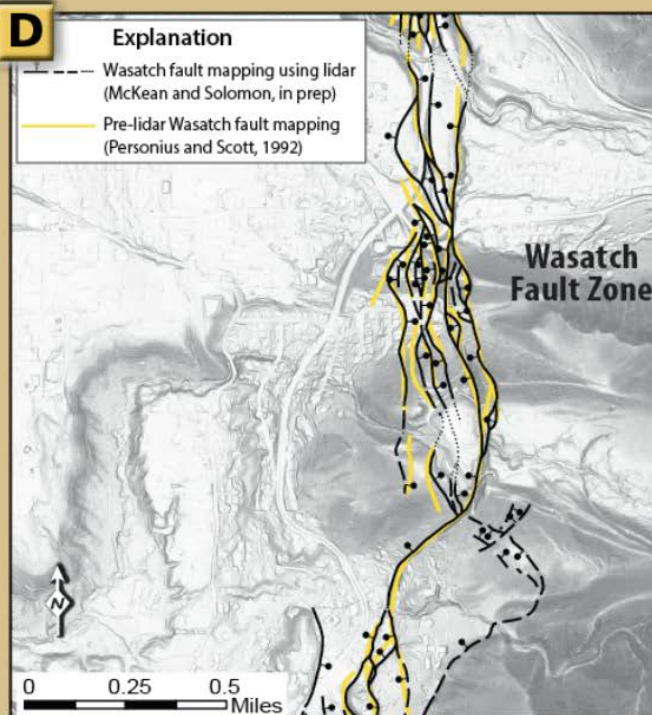 D
Explanation
Wasatch fault mapping using lidar
(McKean and Solomon, in prep)
Pre-lidar Wasatch fault mapping
(Personius and Scott, 1992)
Wasatch
Fault Zone
N
0 0.25 0.5
Miles